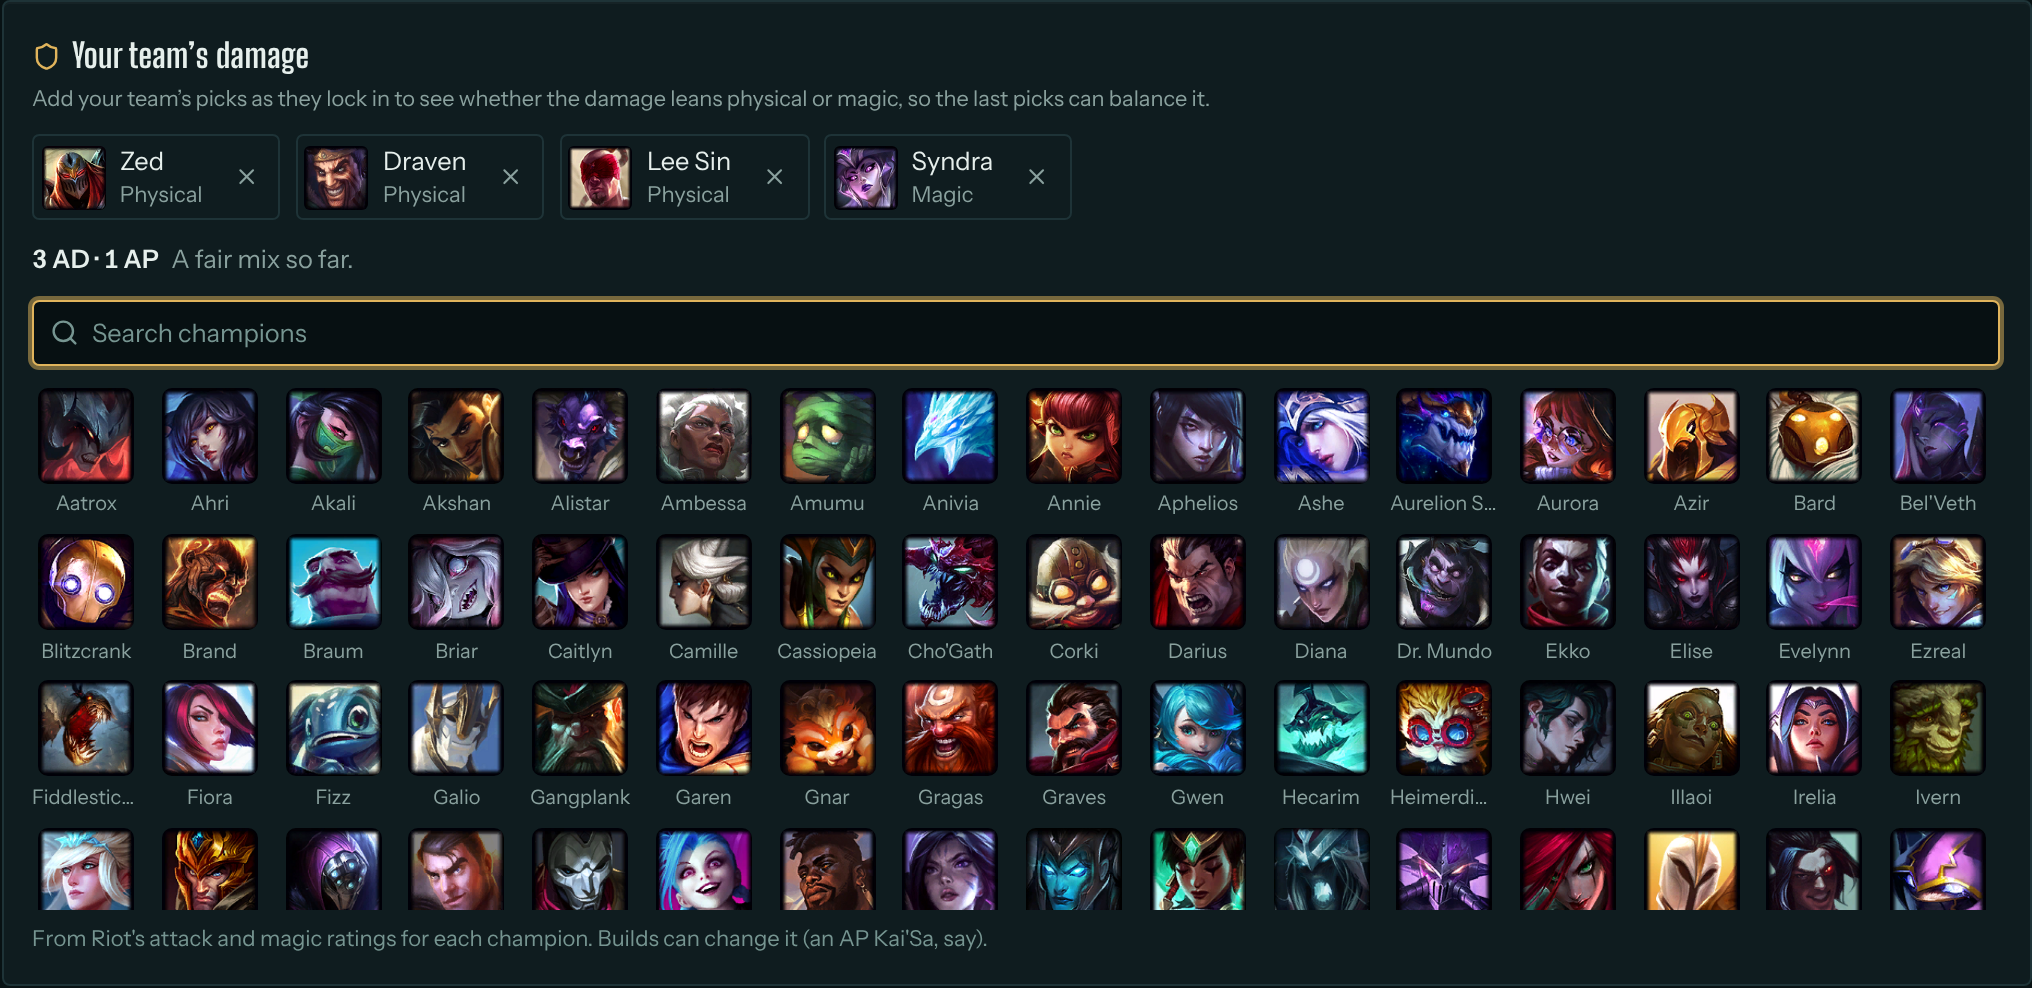 Your team's damage
Add your team's picks as they lock in to see whether the damage leans physical or magic, so the last picks can balance it.
Zed
Physical
Draven
Physical
Lee Sin
Physical
Syndra
Magic
3 AD · 1 AP A fair mix so far.
Search champions
Aatrox Ahri Akali Akshan Alistar Ambessa Amumu Anivia Annie Aphelios Ashe Aurelion S... Aurora Azir Bard Bel'Veth
Blitzcrank Brand Braum Briar Caitlyn Camille Cassiopeia Cho'Gath Corki Darius Diana Dr. Mundo Ekko Elise Evelynn Ezreal
Fiddlestic... Fiora Fizz Galio Gangplank Garen Gnar Gragas Graves Gwen Hecarim Heimerdi... Hwei Illaoi Irelia Ivern
From Riot's attack and magic ratings for each champion. Builds can change it (an AP Kai'Sa, say).